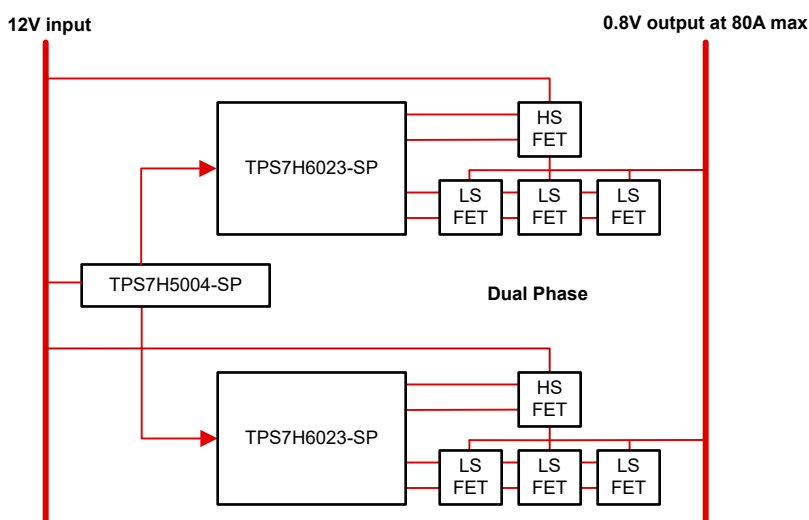 12V input
0.8V output at 80A max
HS
FET
TPS7H6023-SP
LS
FET
LS
FET
LS
FET
TPS7H5004-SP
Dual Phase
HS
FET
TPS7H6023-SP
LS
FET
LS
FET
LS
FET